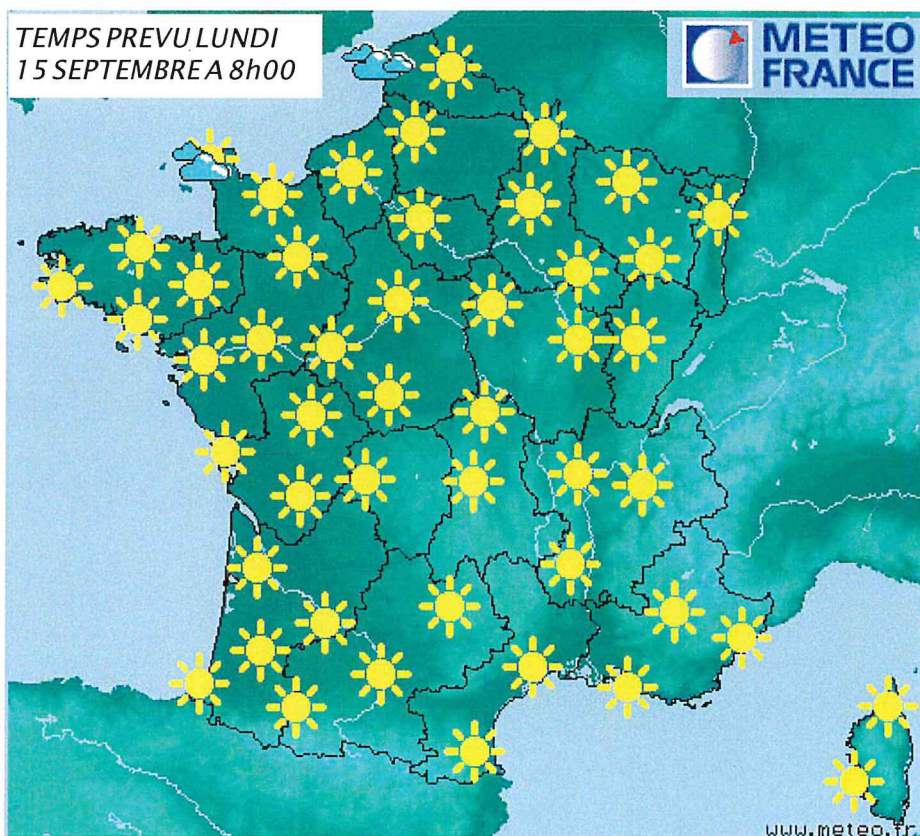 TEMPS PREVU LUNDI
15 SEPTEMBRE A 8h00
METEO
FRANCE
www.meteo.fr